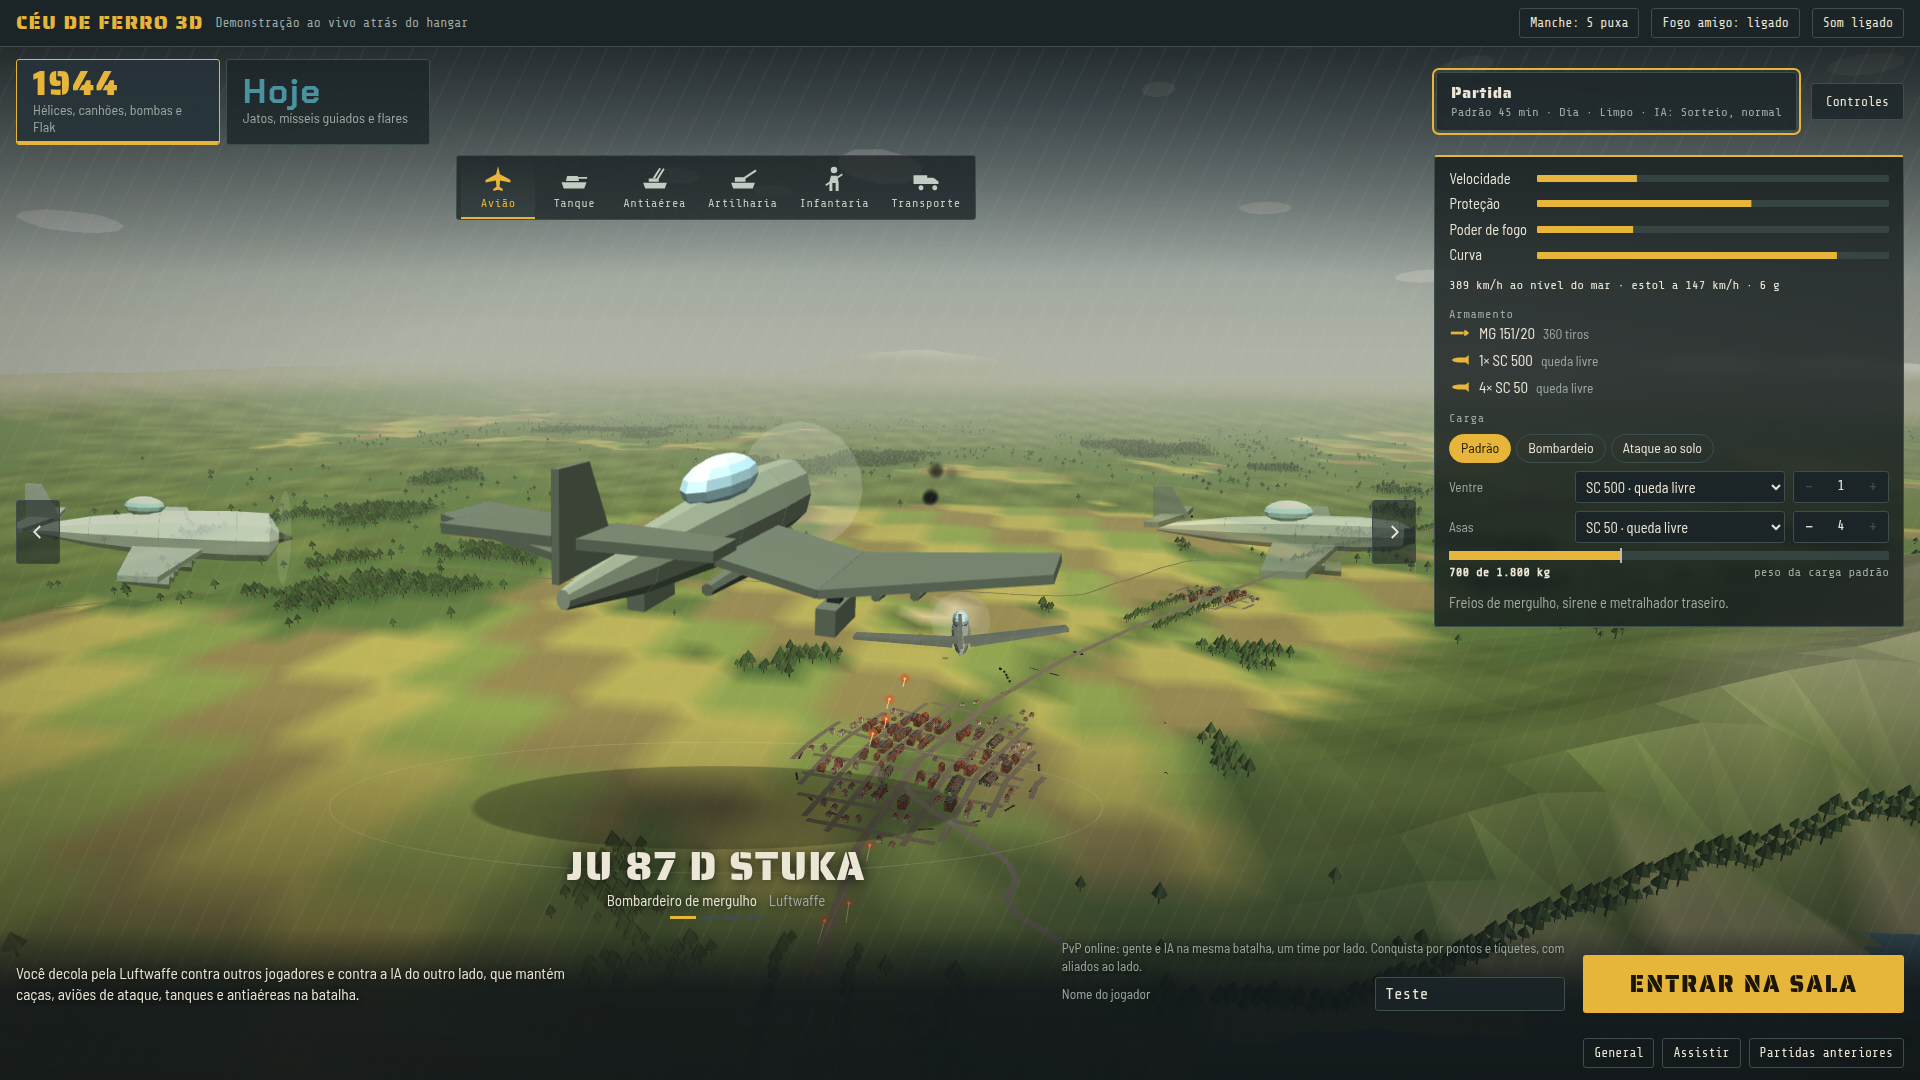 CÉU DE FERRO 3D
Demonstração ao vivo atrás do hangar
Manche: S puxa
Fogo amigo: ligado
Som ligado
1944
Hélices, canhões, bombas e
Flak
Hoje
Jatos, mísseis guiados e flares
Partida
Padrão 45 min · Dia · Limpo · IA: Sorteio, normal
Controles
Avião
Tanque
Antiaérea
Artilharia
Infantaria
Transporte
Velocidade
Proteção
Poder de fogo
Curva
389 km/h ao nível do mar · estol a 147 km/h · 6 g
Armamento
MG 151/20 360 tiros
1× SC 500 queda livre
4× SC 50 queda livre
Carga
Padrão
Bombardeio
Ataque ao solo
Ventre
SC 500 · queda livre
− 1 +
Asas
SC 50 · queda livre
− 4 +
700 de 1.800 kg
peso da carga padrão
Freios de mergulho, sirene e metralhador traseiro.
JU 87 D STUKA
Bombardeiro de mergulho Luftwaffe
Você decola pela Luftwaffe contra outros jogadores e contra a IA do outro lado, que mantém
caças, aviões de ataque, tanques e antiaéreas na batalha.
PvP online: gente e IA na mesma batalha, um time por lado. Conquista por pontos e tíquetes, com
aliados ao lado.
Nome do jogador
Teste
ENTRAR NA SALA
General
Assistir
Partidas anteriores